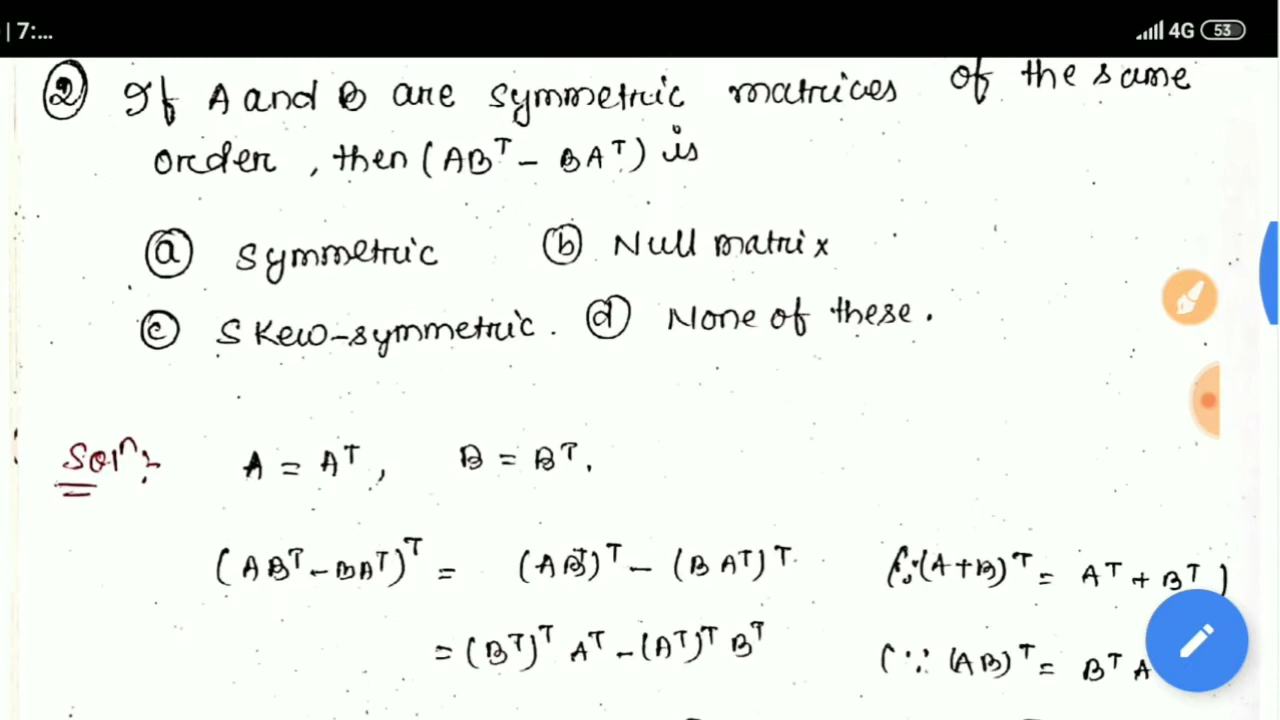 | 7:... 4G 53
② If A and B are symmetric matrices of the same
order, then (ABᵀ - BAᵀ) is
ⓐ Symmetric ⓑ Null matrix
ⓒ Skew-symmetric. ⓓ None of these.
Solⁿ:- A = Aᵀ, B = Bᵀ.
(ABᵀ - BAᵀ)ᵀ = (ABᵀ)ᵀ - (BAᵀ)ᵀ (∵(A+B)ᵀ = Aᵀ + Bᵀ)
= (Bᵀ)ᵀ Aᵀ - (Aᵀ)ᵀ Bᵀ (∵ (AB)ᵀ = Bᵀ A